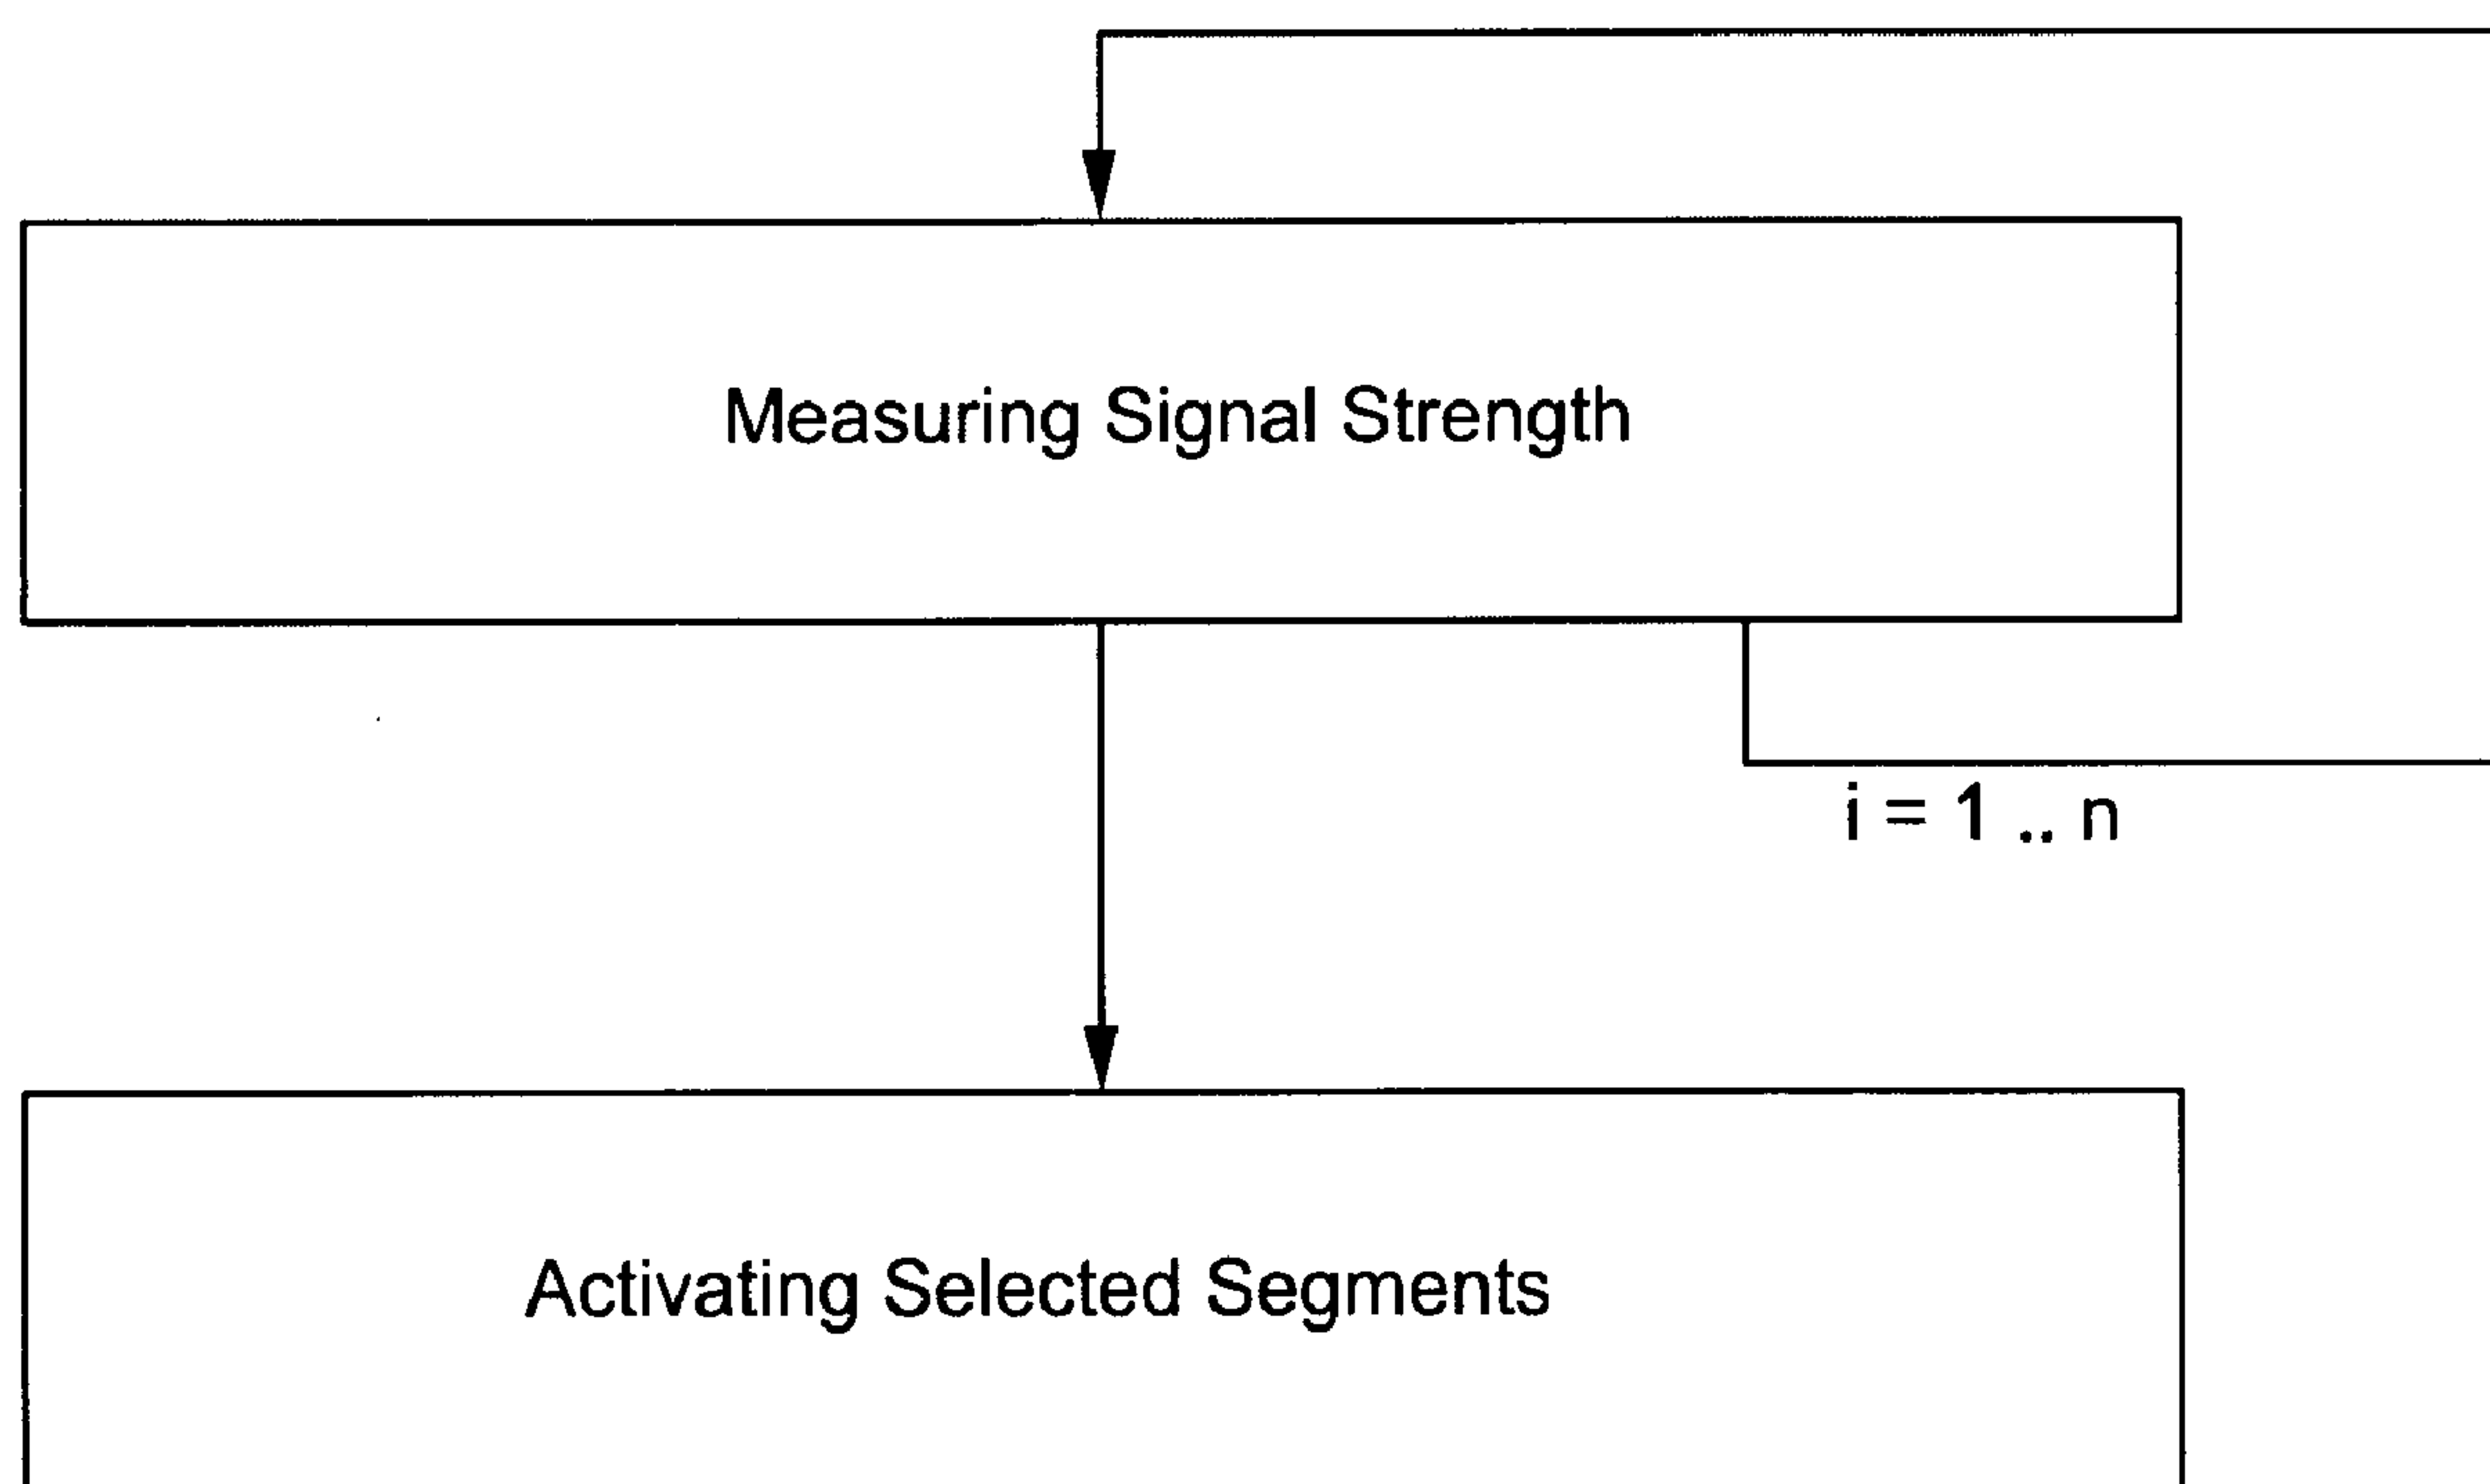 Measuring Signal Strength
i = 1 .. n
Activating Selected Segments